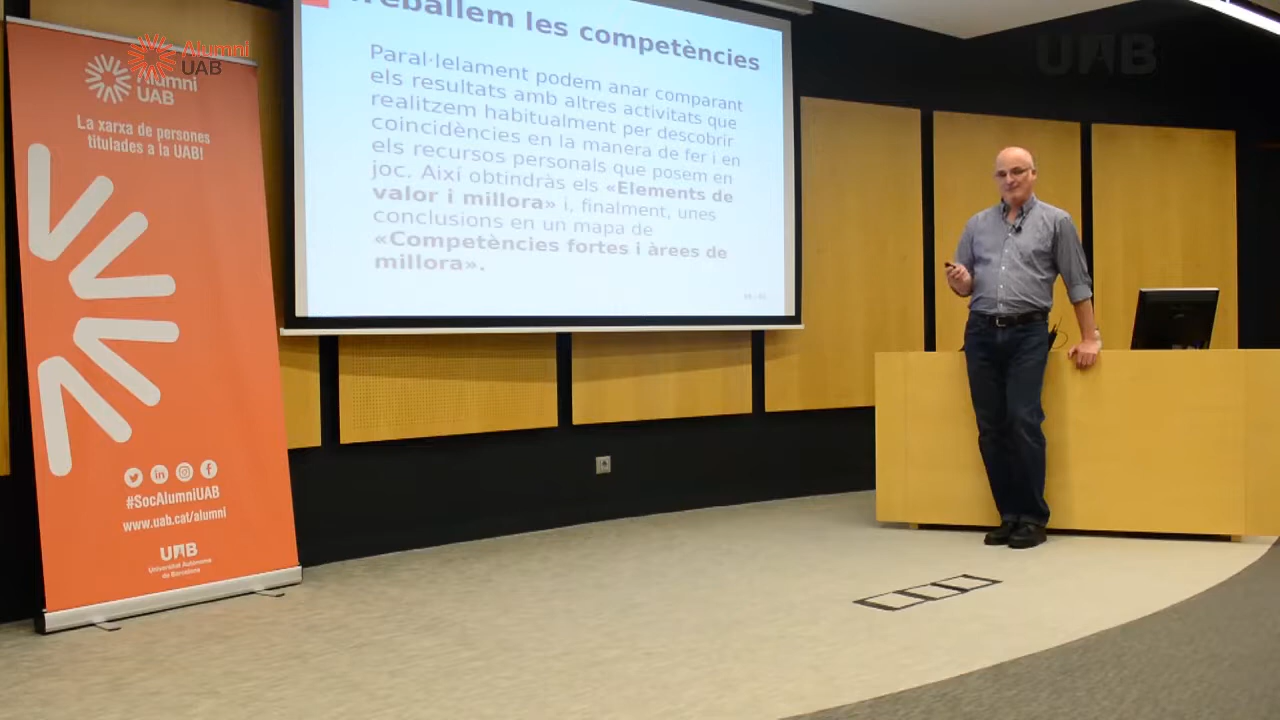 Alumni
UAB
Alumni
UAB
La xarxa de persones
titulades a la UAB!
#SocAlumniUAB
www.uab.cat/alumni
UAB
Universitat Autònoma
de Barcelona
Treballem les competències
Paral·lelament podem anar comparant
els resultats amb altres activitats que
realitzem habitualment per descobrir
coincidències en la manera de fer i en
els recursos personals que posem en
joc. Així obtindràs els «Elements de
valor i millora» i, finalment, unes
conclusions en un mapa de
«Competències fortes i àrees de
millora».
UAB